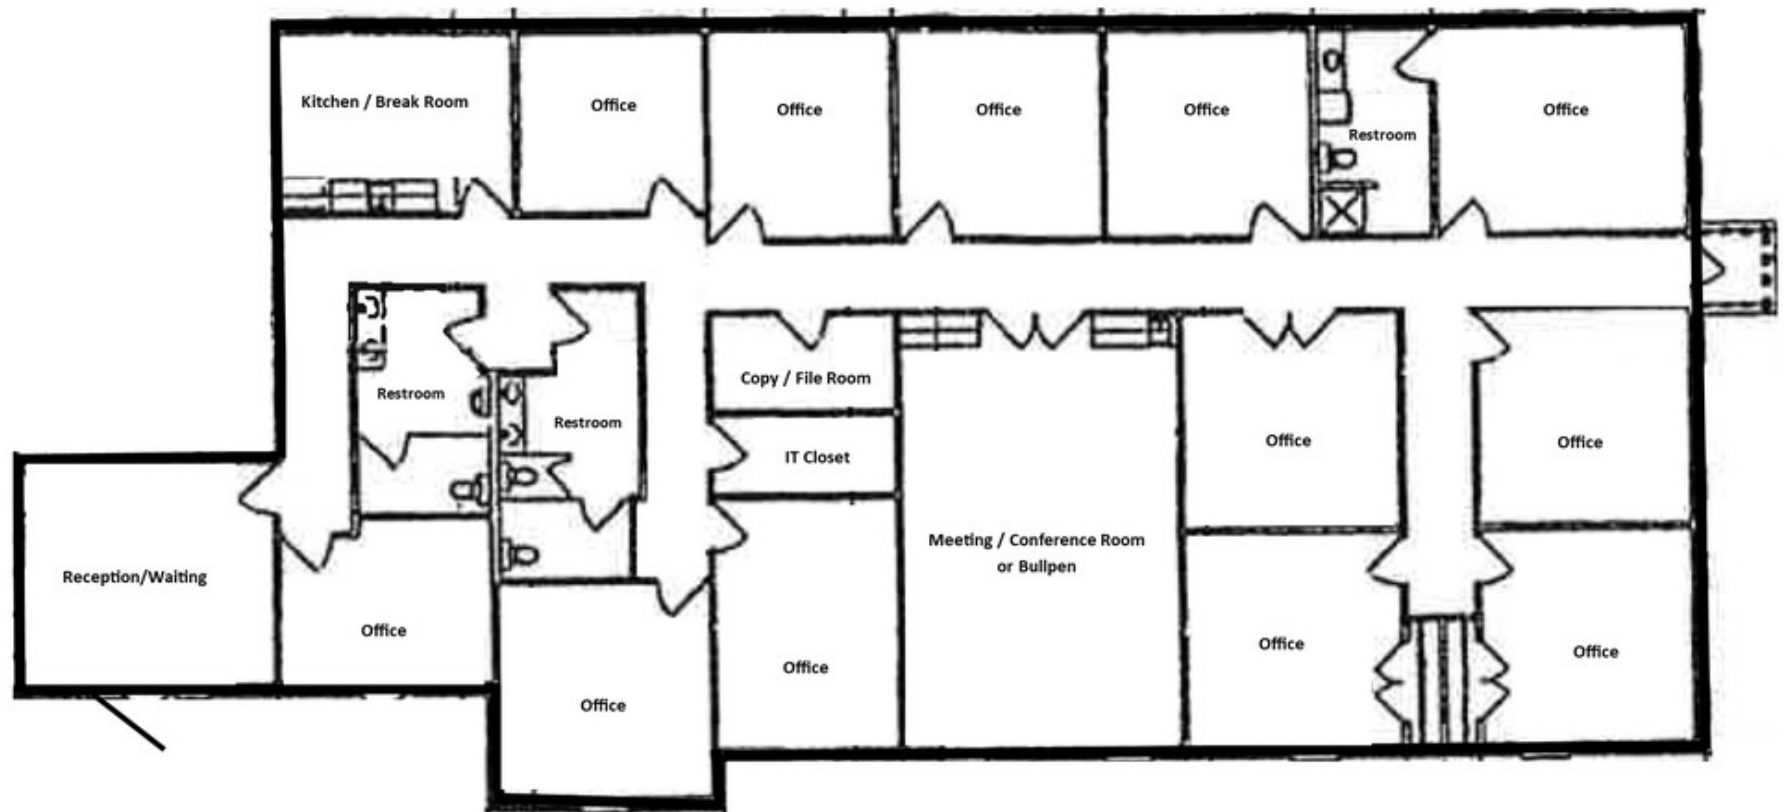 Kitchen / Break Room
Office
Office
Office
Office
Restroom
Office
Restroom
Restroom
Copy / File Room
IT Closet
Office
Office
Reception/Waiting
Office
Office
Office
Meeting / Conference Room
or Bullpen
Office
Office